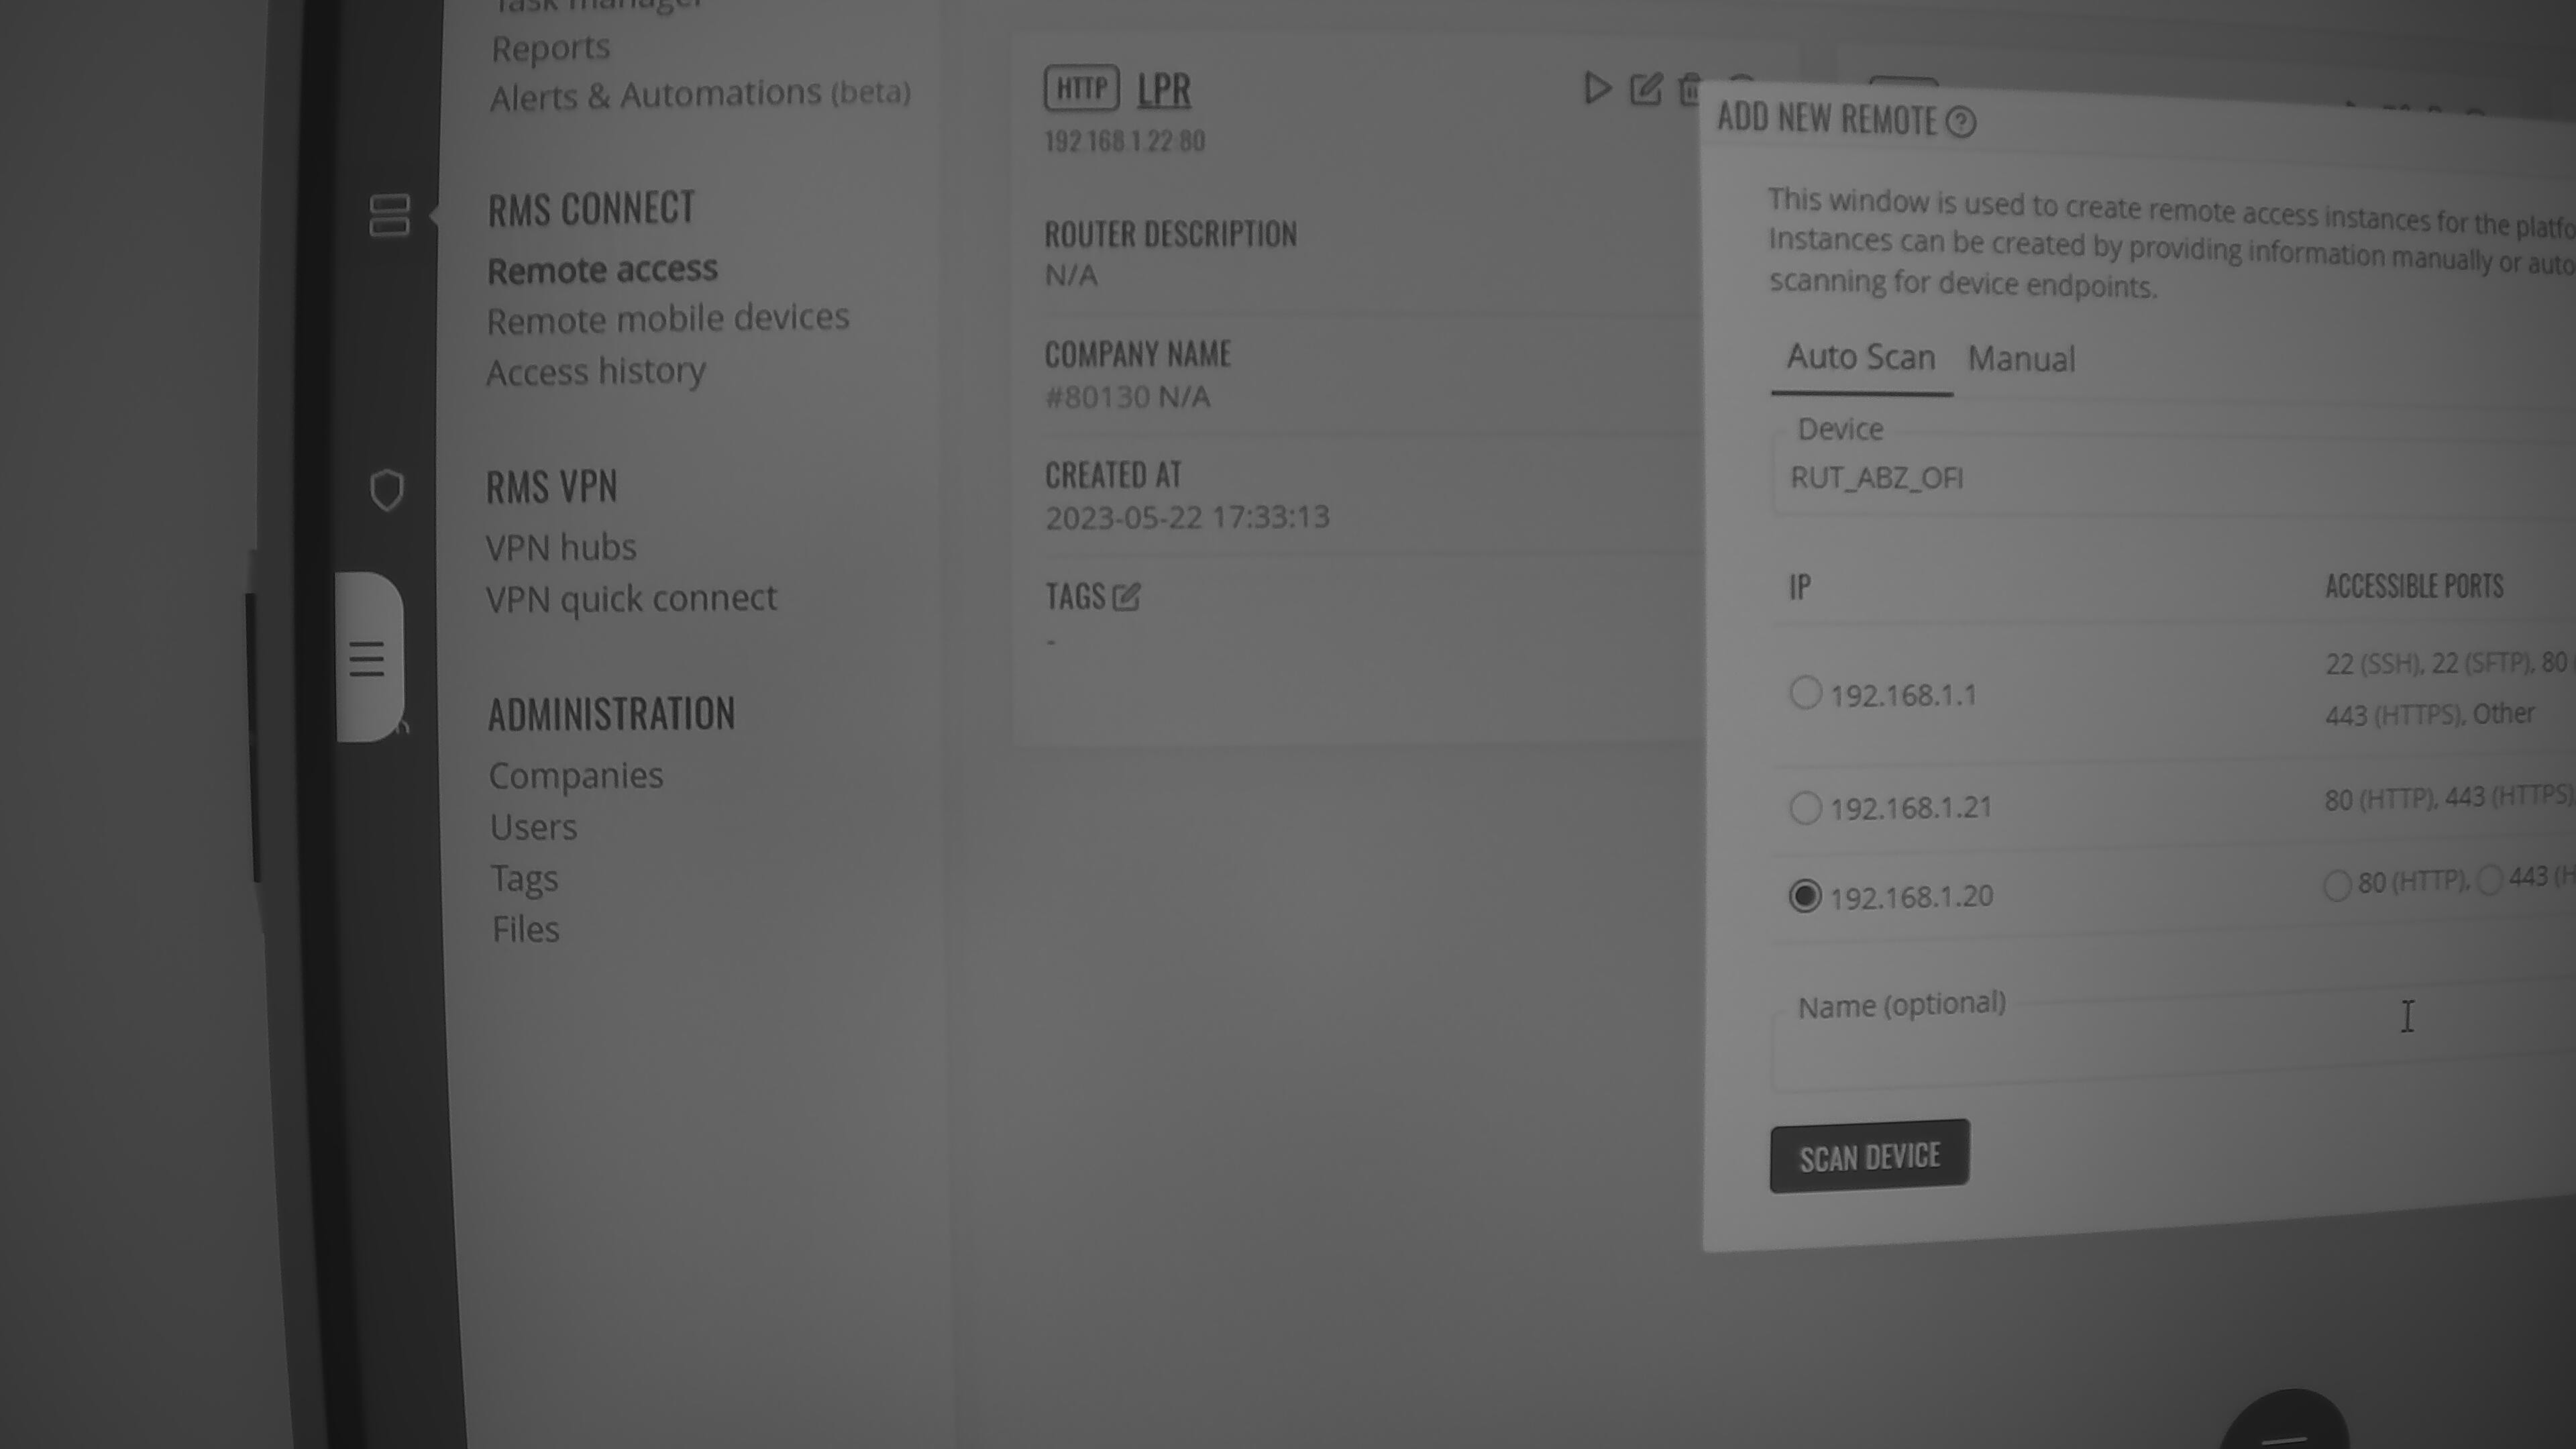 Task manager
Reports
Alerts & Automations (beta)
RMS CONNECT
Remote access
Remote mobile devices
Access history
RMS VPN
VPN hubs
VPN quick connect
ADMINISTRATION
Companies
Users
Tags
Files
HTTP LPR
192.168.1.22:80
ROUTER DESCRIPTION
N/A
COMPANY NAME
#80130 N/A
CREATED AT
2023-05-22 17:33:13
TAGS
-
ADD NEW REMOTE
This window is used to create remote access instances for the platfo
Instances can be created by providing information manually or auto
scanning for device endpoints.
Auto Scan Manual
Device
RUT_ABZ_OFI
IP ACCESSIBLE PORTS
192.168.1.1 22 (SSH), 22 (SFTP), 80
443 (HTTPS), Other
192.168.1.21 80 (HTTP), 443 (HTTPS),
192.168.1.20 80 (HTTP), 443 (H
Name (optional)
SCAN DEVICE